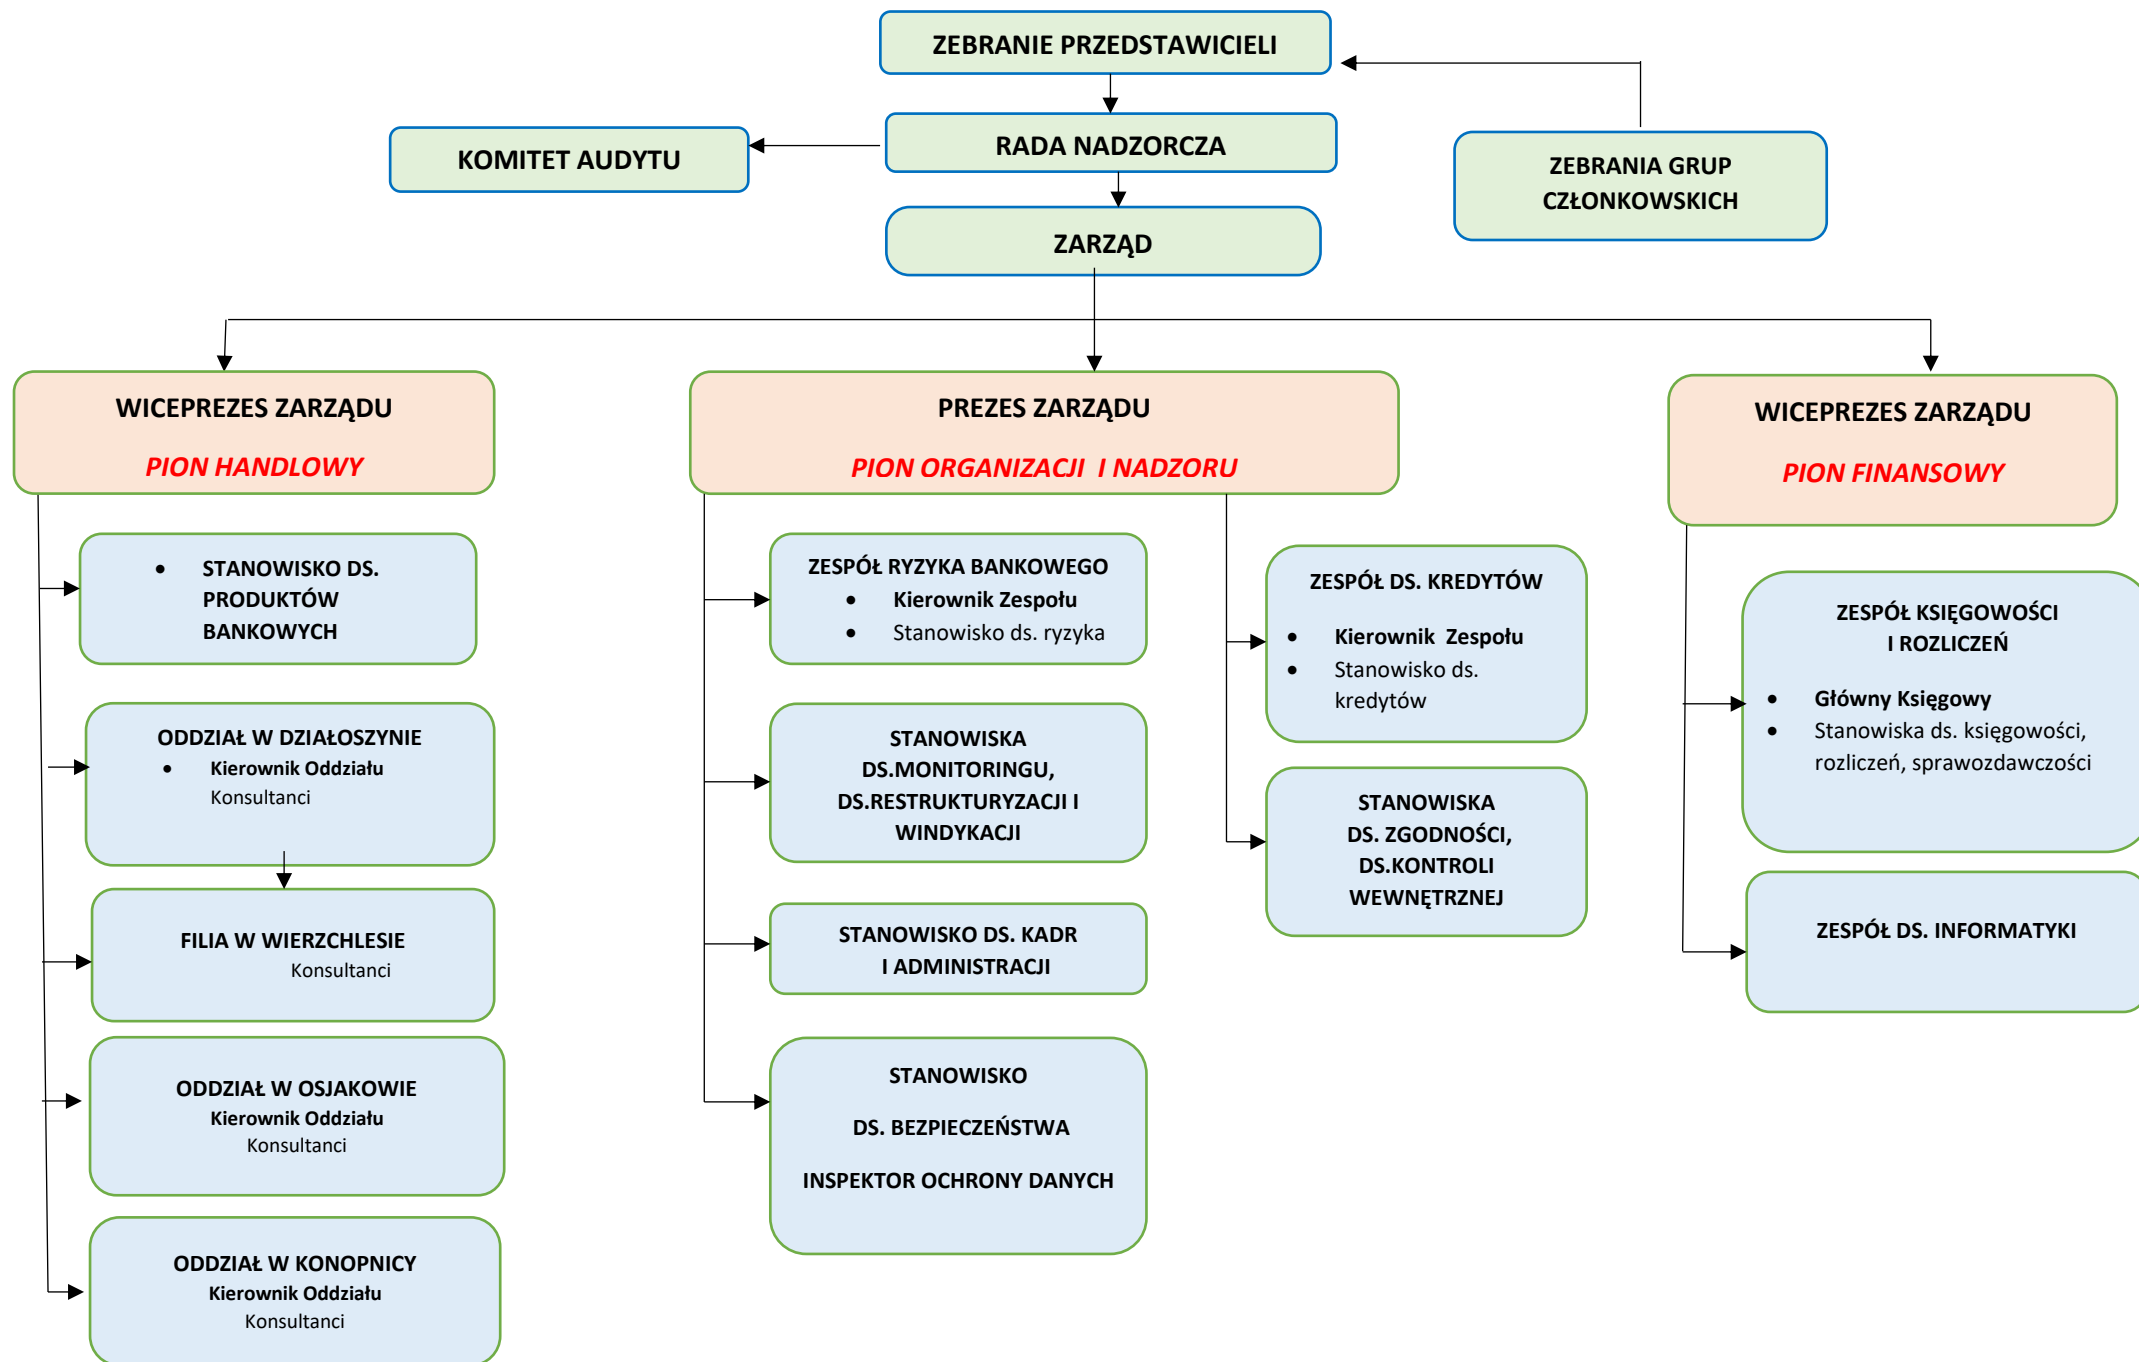 ZEBRANIE PRZEDSTAWICIELI
KOMITET AUDYTU
RADA NADZORCZA
ZEBRANIA GRUP
CZŁONKOWSKICH
ZARZĄD
WICEPREZES ZARZĄDU
PION HANDLOWY
PREZES ZARZĄDU
PION ORGANIZACJI  I NADZORU
WICEPREZES ZARZĄDU
PION FINANSOWY
• STANOWISKO DS.
PRODUKTÓW
BANKOWYCH
ODDZIAŁ W DZIAŁOSZYNIE
• Kierownik Oddziału
Konsultanci
FILIA W WIERZCHLESIE
Konsultanci
ODDZIAŁ W OSJAKOWIE
Kierownik Oddziału
Konsultanci
ODDZIAŁ W KONOPNICY
Kierownik Oddziału
Konsultanci
ZESPÓŁ RYZYKA BANKOWEGO
• Kierownik Zespołu
• Stanowisko ds. ryzyka
STANOWISKA
DS.MONITORINGU,
DS.RESTRUKTURYZACJI I
WINDYKACJI
STANOWISKO DS. KADR
I ADMINISTRACJI
STANOWISKO
DS. BEZPIECZEŃSTWA
INSPEKTOR OCHRONY DANYCH
ZESPÓŁ DS. KREDYTÓW
• Kierownik  Zespołu
• Stanowisko ds.
kredytów
STANOWISKA
DS. ZGODNOŚCI,
DS.KONTROLI
WEWNĘTRZNEJ
ZESPÓŁ KSIĘGOWOŚCI
I ROZLICZEŃ
• Główny Księgowy
• Stanowiska ds. księgowości,
rozliczeń, sprawozdawczości
ZESPÓŁ DS. INFORMATYKI